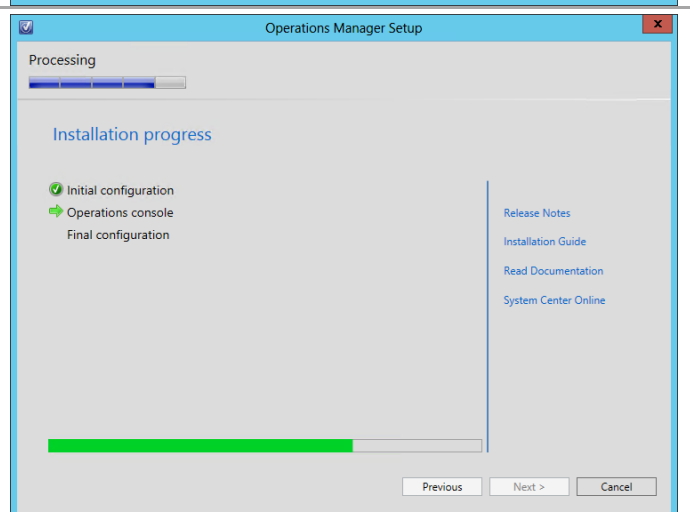 Operations Manager Setup
x
Processing
Installation progress
Initial configuration
Operations console
Final configuration
Release Notes
Installation Guide
Read Documentation
System Center Online
Previous
Next >
Cancel